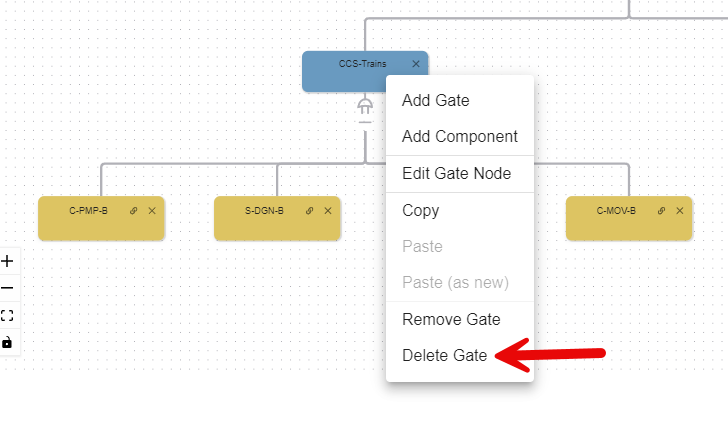 CCS-Trains
Add Gate
Add Component
Edit Gate Node
C-PMP-B
S-DGN-B
C-MOV-B
Copy
Paste
Paste (as new)
Remove Gate
Delete Gate